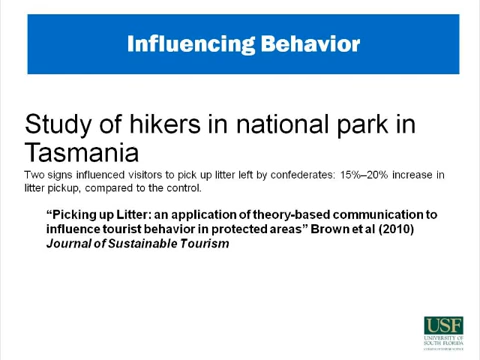 Influencing Behavior
Study of hikers in national park in
Tasmania
Two signs influenced visitors to pick up litter left by confederates: 15%–20% increase in
litter pickup, compared to the control.
“Picking up Litter: an application of theory-based communication to
influence tourist behavior in protected areas” Brown et al (2010)
Journal of Sustainable Tourism
USF
UNIVERSITY OF
SOUTH FLORIDA